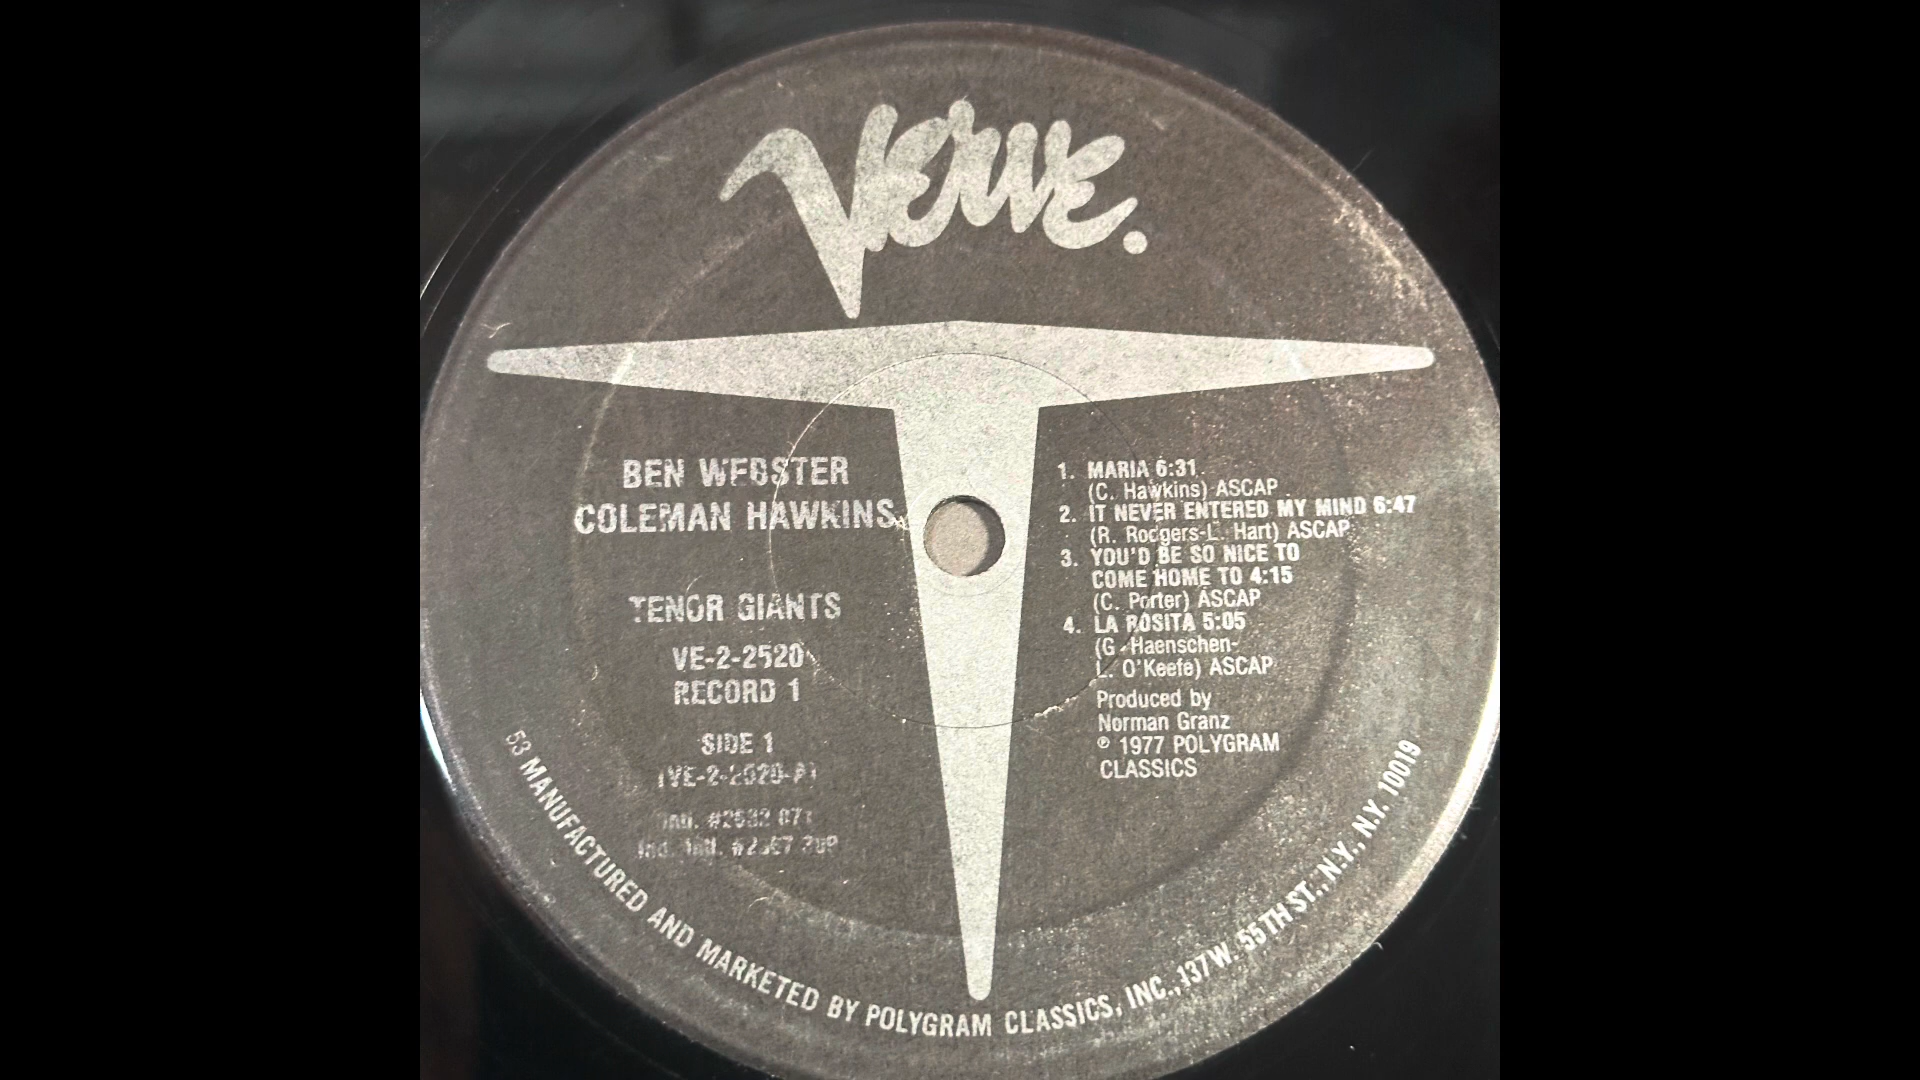 Verve.
BEN WEBSTER
COLEMAN HAWKINS
TENOR GIANTS
VE-2-2520
RECORD 1
SIDE 1
1. MARIA 6:31
(C. Hawkins) ASCAP
2. IT NEVER ENTERED MY MIND 6:47
(R. Rodgers-L. Hart) ASCAP
3. YOU'D BE SO NICE TO
COME HOME TO 4:15
(C. Porter) ASCAP
4. LA ROSITA 5:05
(G. Haenschen-
L. O'Keefe) ASCAP
Produced by
Norman Granz
℗ 1977 POLYGRAM
CLASSICS
53 MANUFACTURED AND MARKETED BY POLYGRAM CLASSICS, INC., 137 W. 55TH ST., N.Y., N.Y. 10019